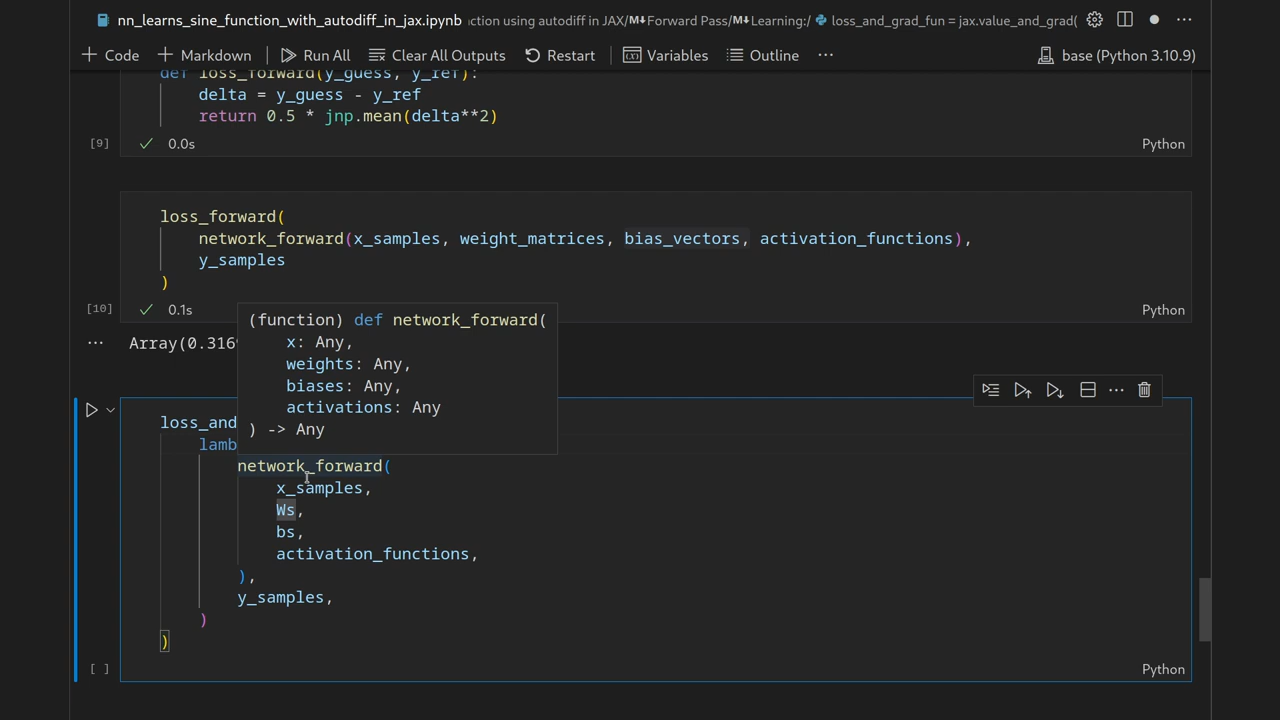 nn_learns_sine_function_with_autodiff_in_jax.ipynb ction using autodiff in JAX/M↓Forward Pass/M↓Learning:/ loss_and_grad_fun = jax.value_and_grad(
+ Code + Markdown Run All Clear All Outputs Restart Variables Outline ··· base (Python 3.10.9)
def loss_forward(y_guess, y_ref):
delta = y_guess - y_ref
return 0.5 * jnp.mean(delta**2)
[9] ✓ 0.0s Python
loss_forward(
network_forward(x_samples, weight_matrices, bias_vectors, activation_functions),
y_samples
)
[10] ✓ 0.1s Python
(function) def network_forward(
x: Any,
weights: Any,
biases: Any,
activations: Any
) -> Any
··· Array(0.316
loss_and
lamb
network_forward(
x_samples,
Ws,
bs,
activation_functions,
),
y_samples,
)
)
[ ] Python